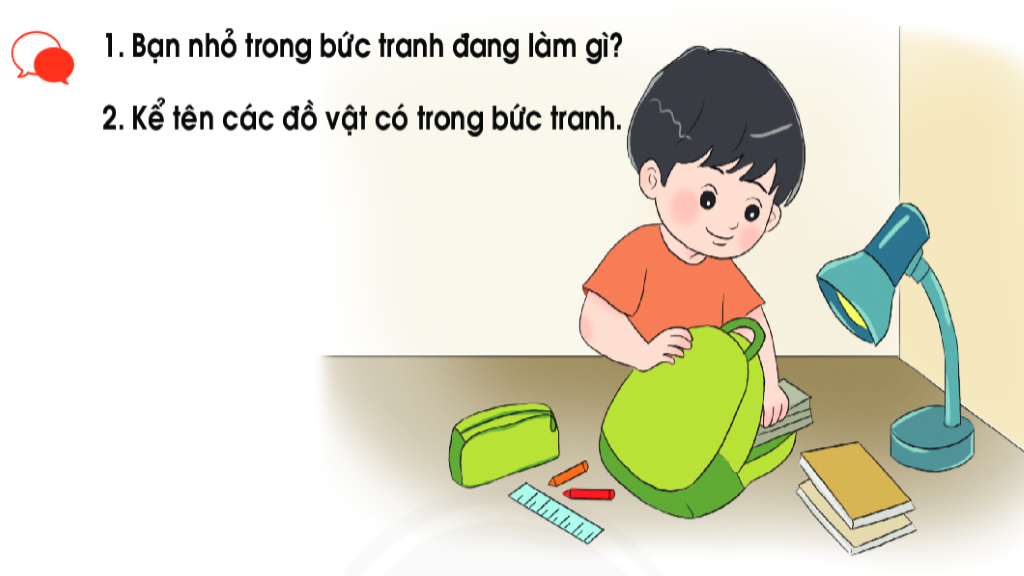 1. Bạn nhỏ trong bức tranh đang làm gì?
2. Kể tên các đồ vật có trong bức tranh.